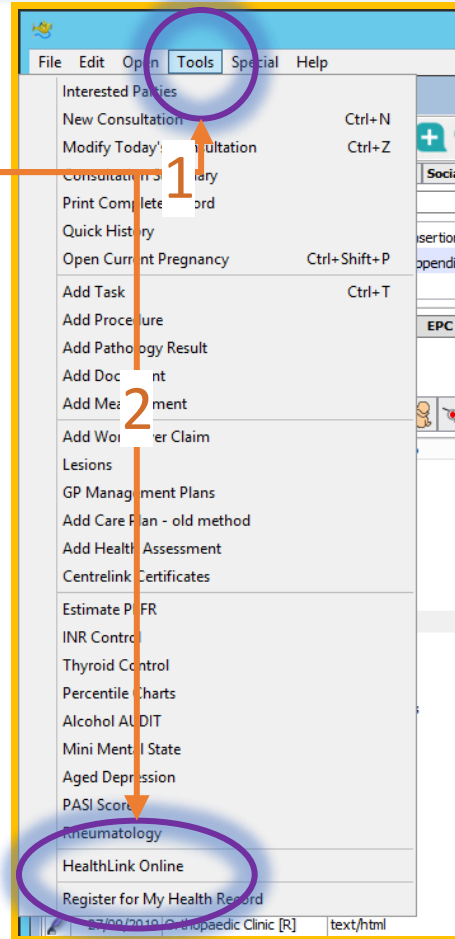 File Edit Open Tools Special Help
Interested Parties
New Consultation Ctrl+N
Modify Today's Consultation Ctrl+Z
1
Consultation Summary
Print Complete Record
Quick History
Open Current Pregnancy Ctrl+Shift+P
Add Task Ctrl+T
Add Procedure
Add Pathology Result
Add Document
Add Measurement
2
Add WorkCover Claim
Lesions
GP Management Plans
Add Care Plan - old method
Add Health Assessment
Centrelink Certificates
Estimate PEFR
INR Control
Thyroid Control
Percentile Charts
Alcohol AUDIT
Mini Mental State
Aged Depression
PASI Score
Rheumatology
HealthLink Online
Register for My Health Record
EPC
27/09/2019 Orthopaedic Clinic [R] text/html